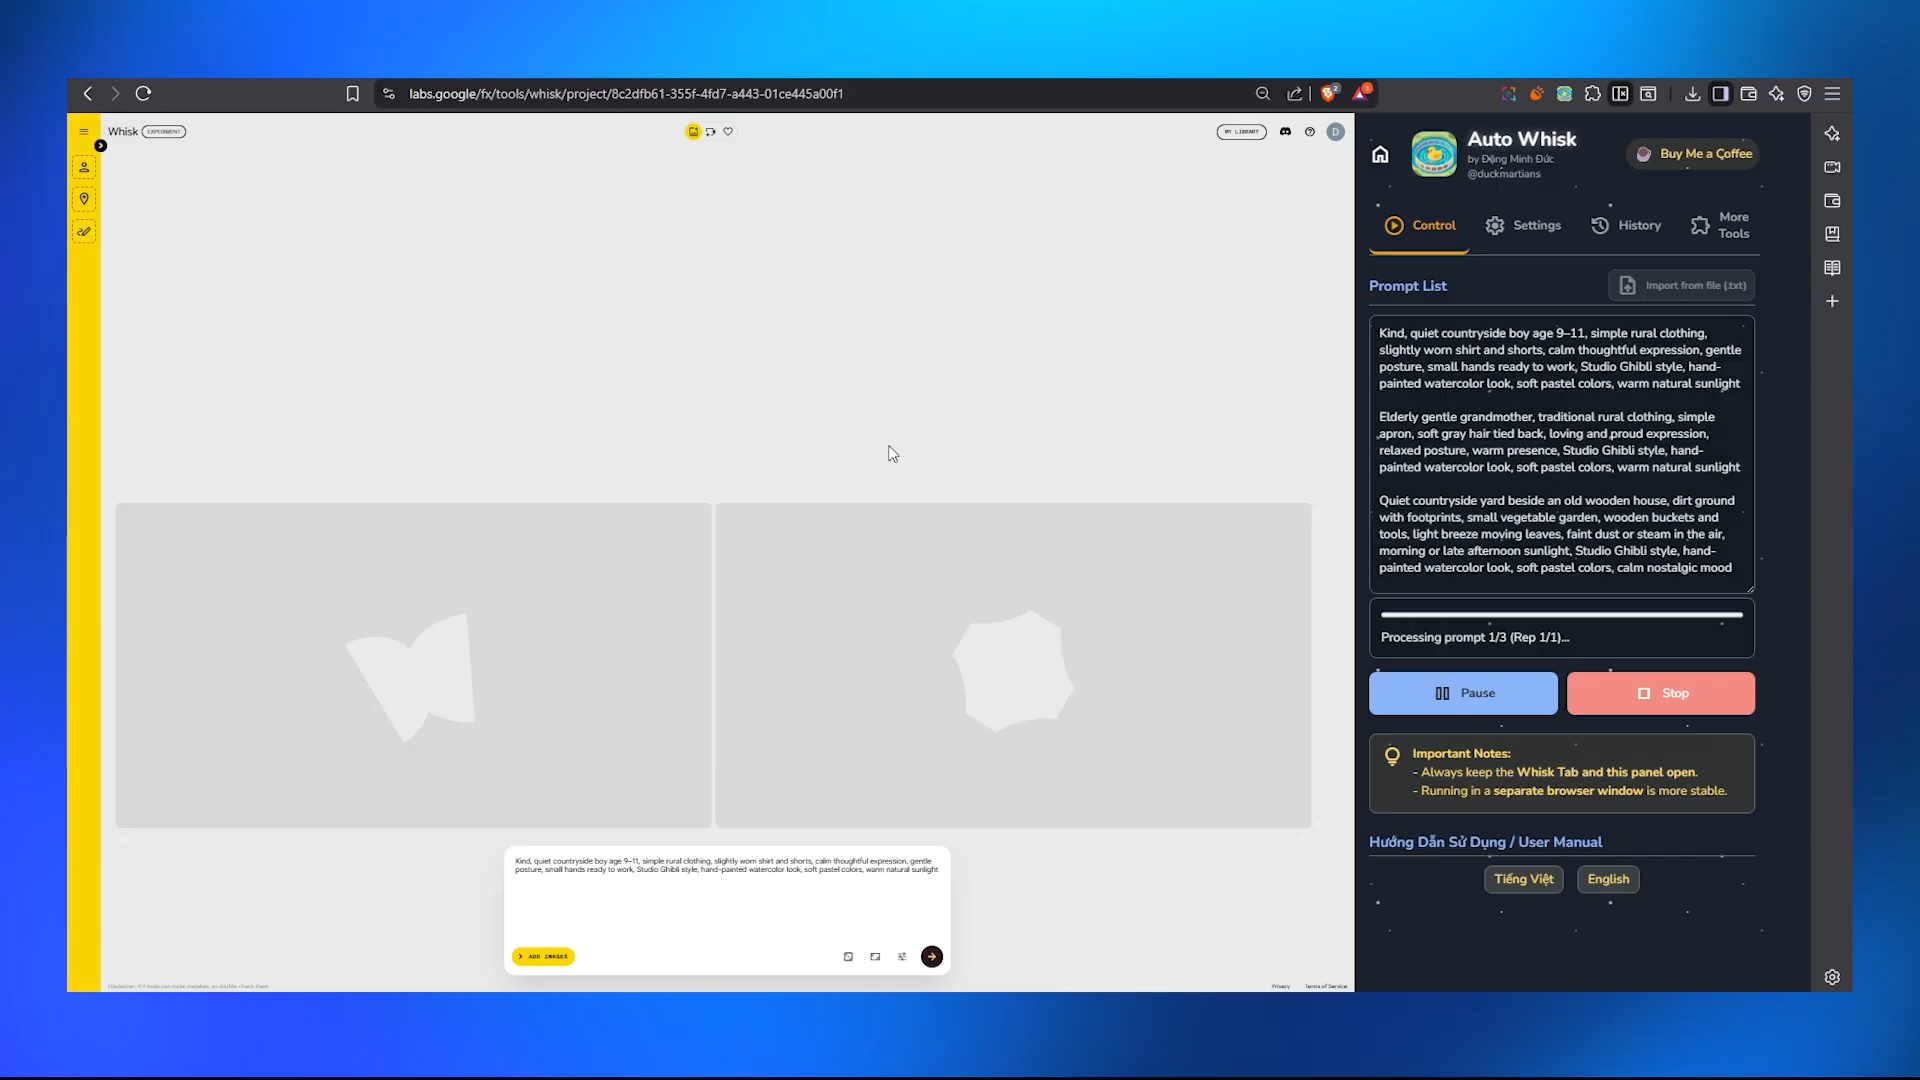 labs.google/fx/tools/whisk/project/8c2dfb61-355f-4fd7-a443-01ce445a00f1
2
1
Whisk EXPERIMENT
MY LIBRARY
D
Auto Whisk
by Đặng Minh Đức
@duckmartians
Buy Me a Coffee
Control
Settings
History
More
Tools
Prompt List
Import from file (.txt)
Kind, quiet countryside boy age 9–11, simple rural clothing,
slightly worn shirt and shorts, calm thoughtful expression, gentle
posture, small hands ready to work, Studio Ghibli style, hand-
painted watercolor look, soft pastel colors, warm natural sunlight
Elderly gentle grandmother, traditional rural clothing, simple
apron, soft gray hair tied back, loving and proud expression,
relaxed posture, warm presence, Studio Ghibli style, hand-
painted watercolor look, soft pastel colors, warm natural sunlight
Quiet countryside yard beside an old wooden house, dirt ground
with footprints, small vegetable garden, wooden buckets and
tools, light breeze moving leaves, faint dust or steam in the air,
morning or late afternoon sunlight, Studio Ghibli style, hand-
painted watercolor look, soft pastel colors, calm nostalgic mood
Processing prompt 1/3 (Rep 1/1)...
Pause
Stop
Important Notes:
- Always keep the Whisk Tab and this panel open.
- Running in a separate browser window is more stable.
Hướng Dẫn Sử Dụng / User Manual
Tiếng Việt
English
Kind, quiet countryside boy age 9–11, simple rural clothing, slightly worn shirt and shorts, calm thoughtful expression, gentle
posture, small hands ready to work, Studio Ghibli style, hand-painted watercolor look, soft pastel colors, warm natural sunlight
ADD IMAGES
Privacy
Terms of Service